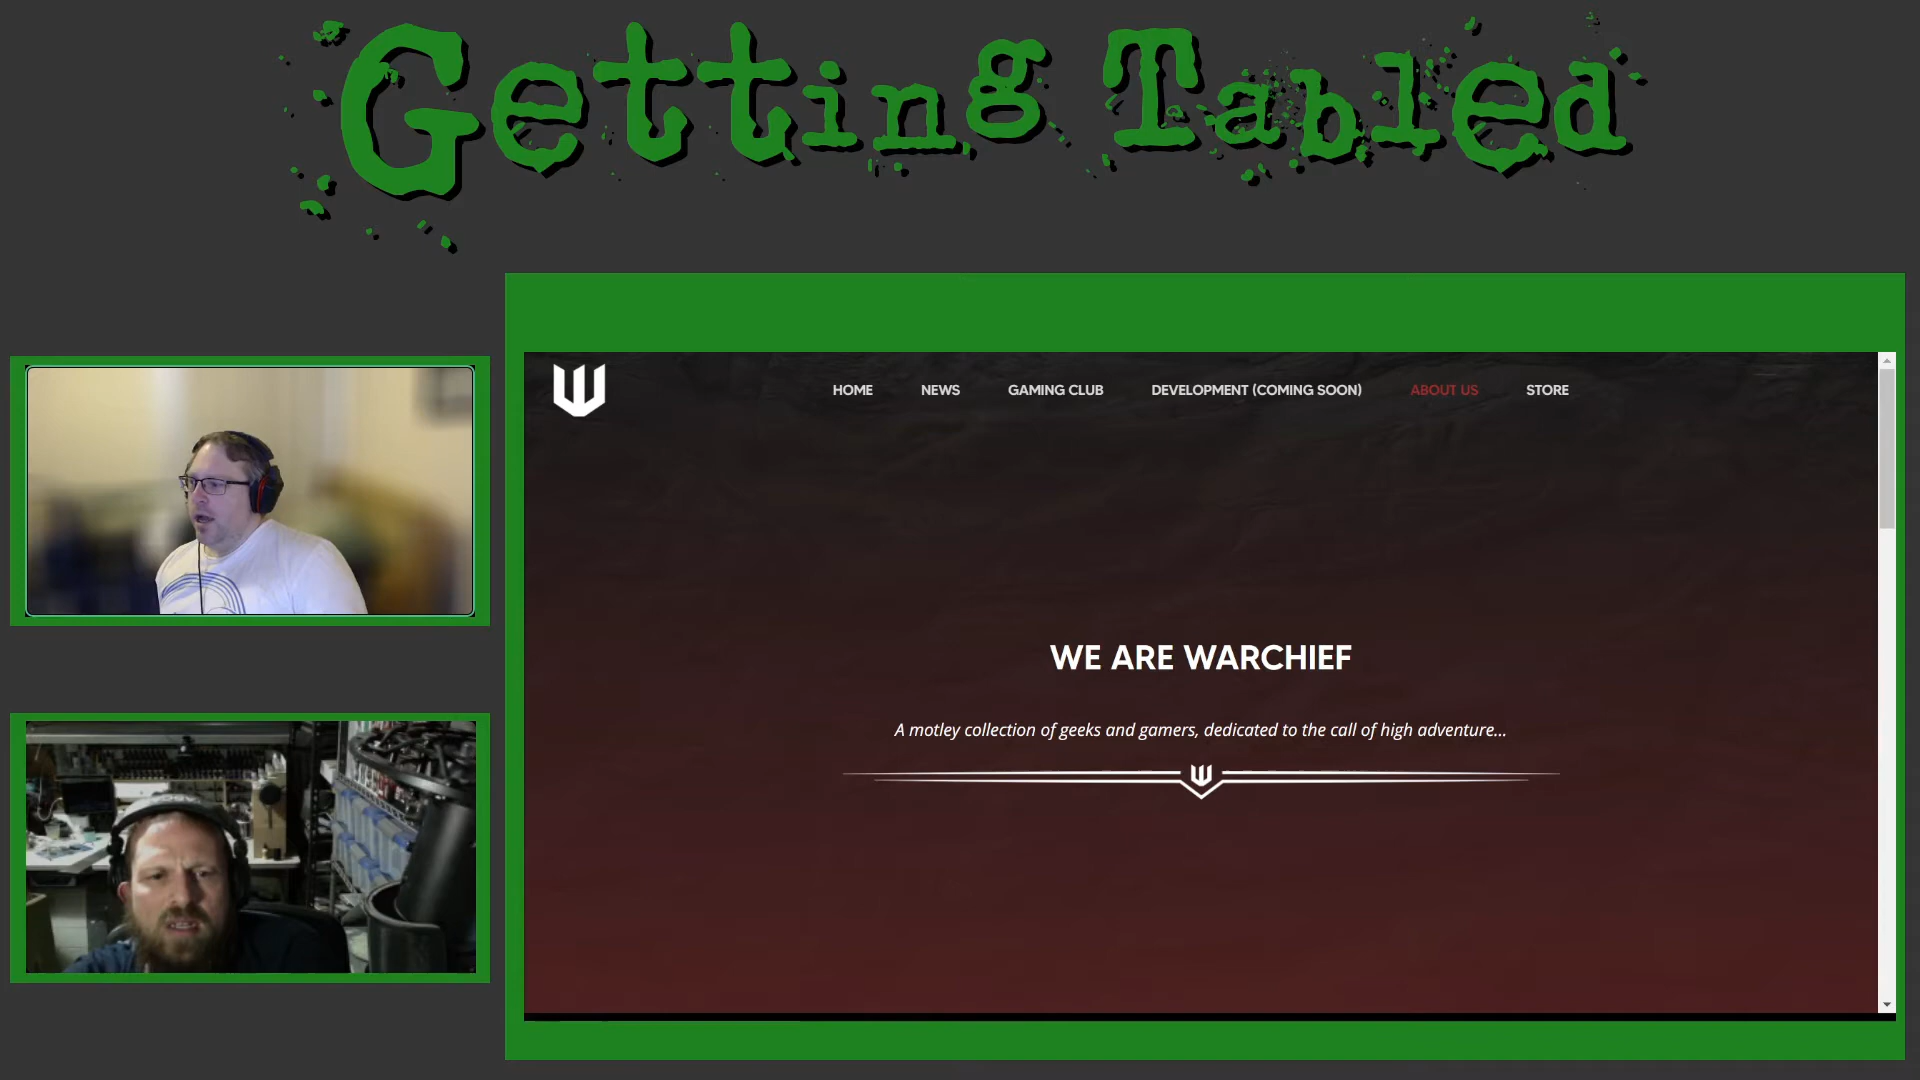 Getting Tabled
HOME NEWS GAMING CLUB DEVELOPMENT (COMING SOON) ABOUT US STORE
WE ARE WARCHIEF
A motley collection of geeks and gamers, dedicated to the call of high adventure...